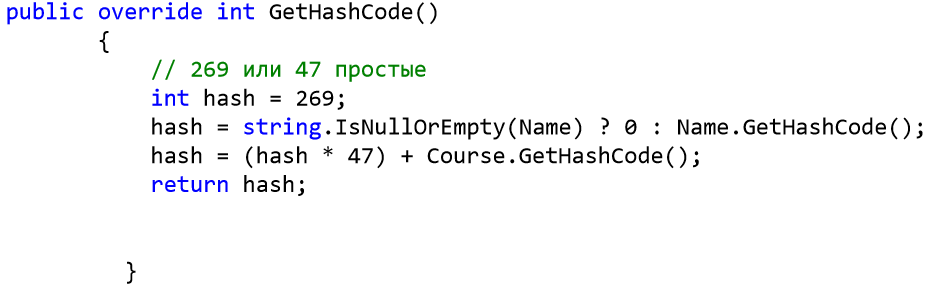 public override int GetHashCode()
{
// 269 или 47 простые
int hash = 269;
hash = string.IsNullOrEmpty(Name) ? 0 : Name.GetHashCode();
hash = (hash * 47) + Course.GetHashCode();
return hash;
}